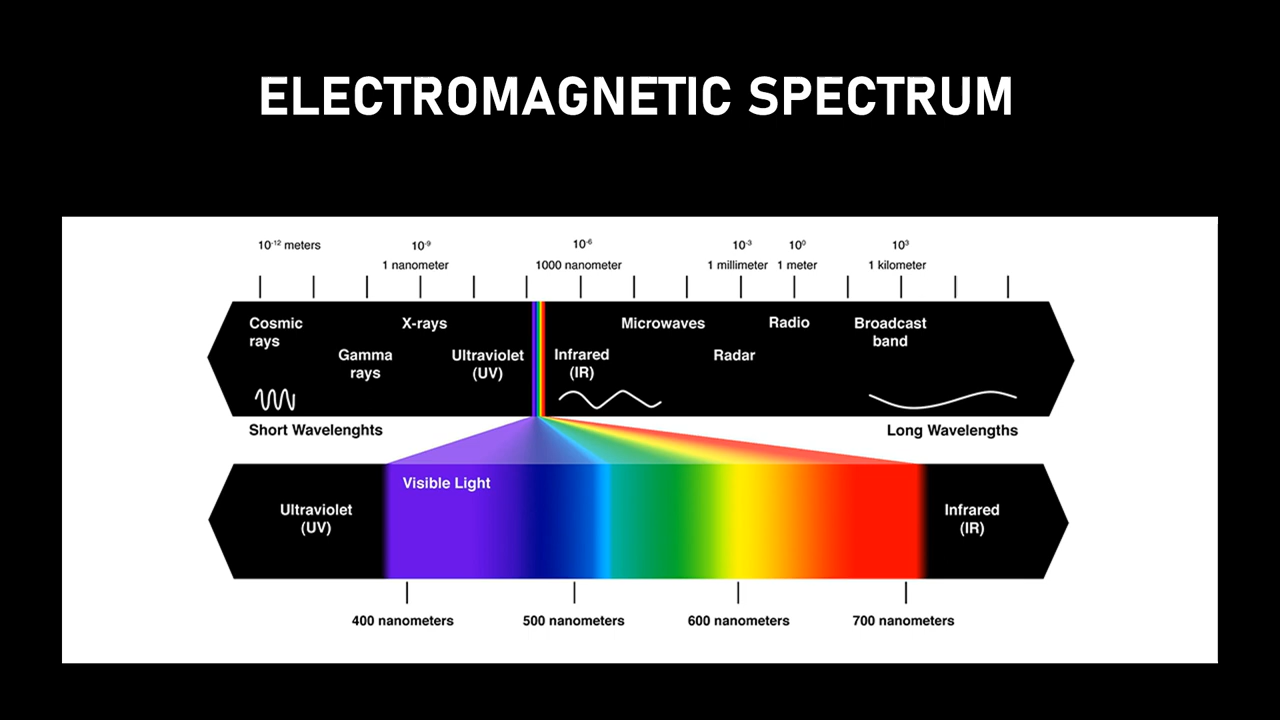 ELECTROMAGNETIC SPECTRUM
10-12 meters 10-9 10-6 10-3 100 103
1 nanometer 1000 nanometer 1 millimeter 1 meter 1 kilometer
Cosmic X-rays Microwaves Radio Broadcast
rays band
Gamma Ultraviolet Infrared Radar
rays (UV) (IR)
Short Wavelenghts Long Wavelengths
Visible Light
Ultraviolet Infrared
(UV) (IR)
400 nanometers 500 nanometers 600 nanometers 700 nanometers